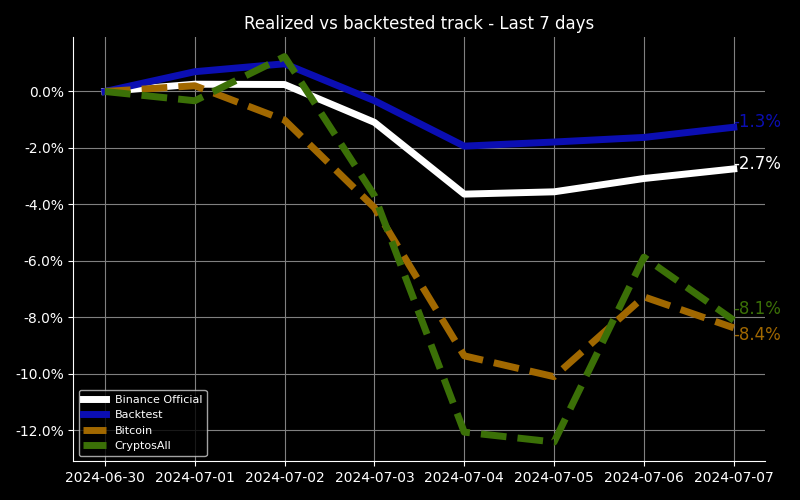 Realized vs backtested track - Last 7 days
0.0%
-2.0%
-4.0%
-6.0%
-8.0%
-10.0%
-12.0%
-1.3%
-2.7%
-8.1%
-8.4%
Binance Official
Backtest
Bitcoin
CryptosAll
2024-06-30 2024-07-01 2024-07-02 2024-07-03 2024-07-04 2024-07-05 2024-07-06 2024-07-07